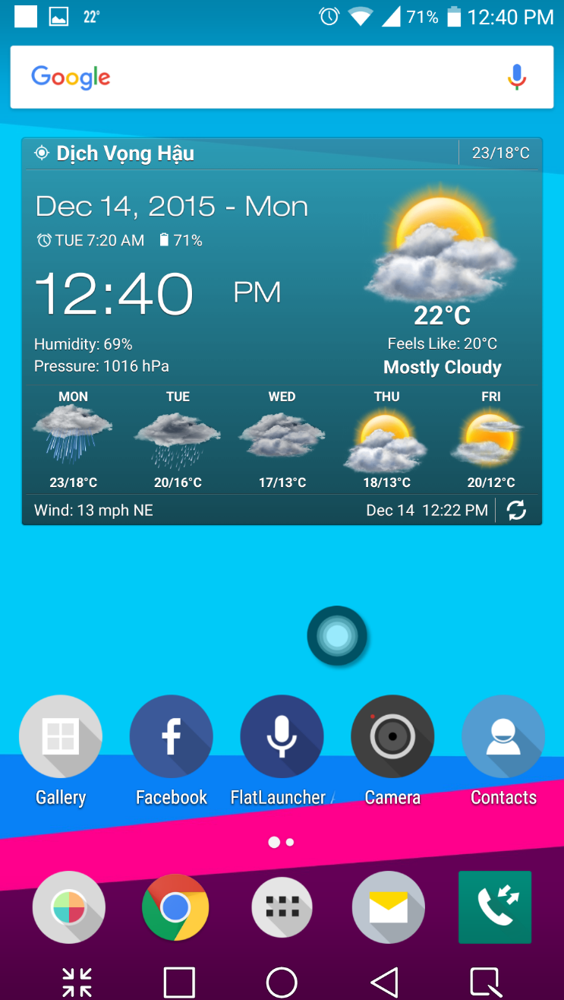 22° 71% 12:40 PM
Google
Dịch Vọng Hậu 23/18°C
Dec 14, 2015 - Mon
TUE 7:20 AM 71%
12:40 PM
22°C
Humidity: 69% Feels Like: 20°C
Pressure: 1016 hPa Mostly Cloudy
MON TUE WED THU FRI
23/18°C 20/16°C 17/13°C 18/13°C 20/12°C
Wind: 13 mph NE Dec 14 12:22 PM
Gallery Facebook FlatLauncher Camera Contacts